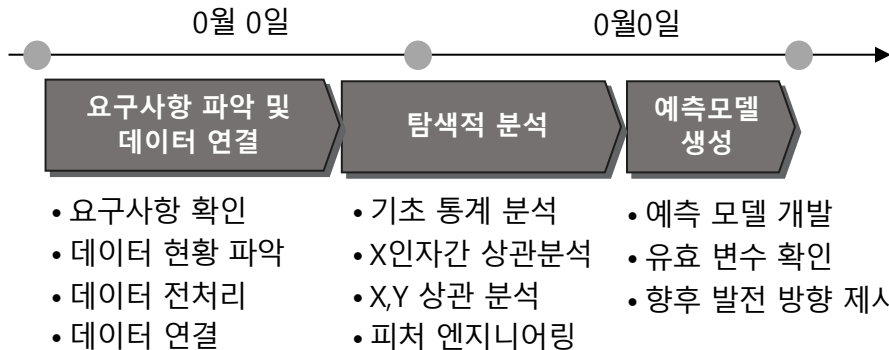 0월 0일
0월0일
요구사항 파악 및
데이터 연결
탐색적 분석
예측모델
생성
• 요구사항 확인
• 데이터 현황 파악
• 데이터 전처리
• 데이터 연결
• 기초 통계 분석
• X인자간 상관분석
• X,Y 상관 분석
• 피처 엔지니어링
• 예측 모델 개발
• 유효 변수 확인
• 향후 발전 방향